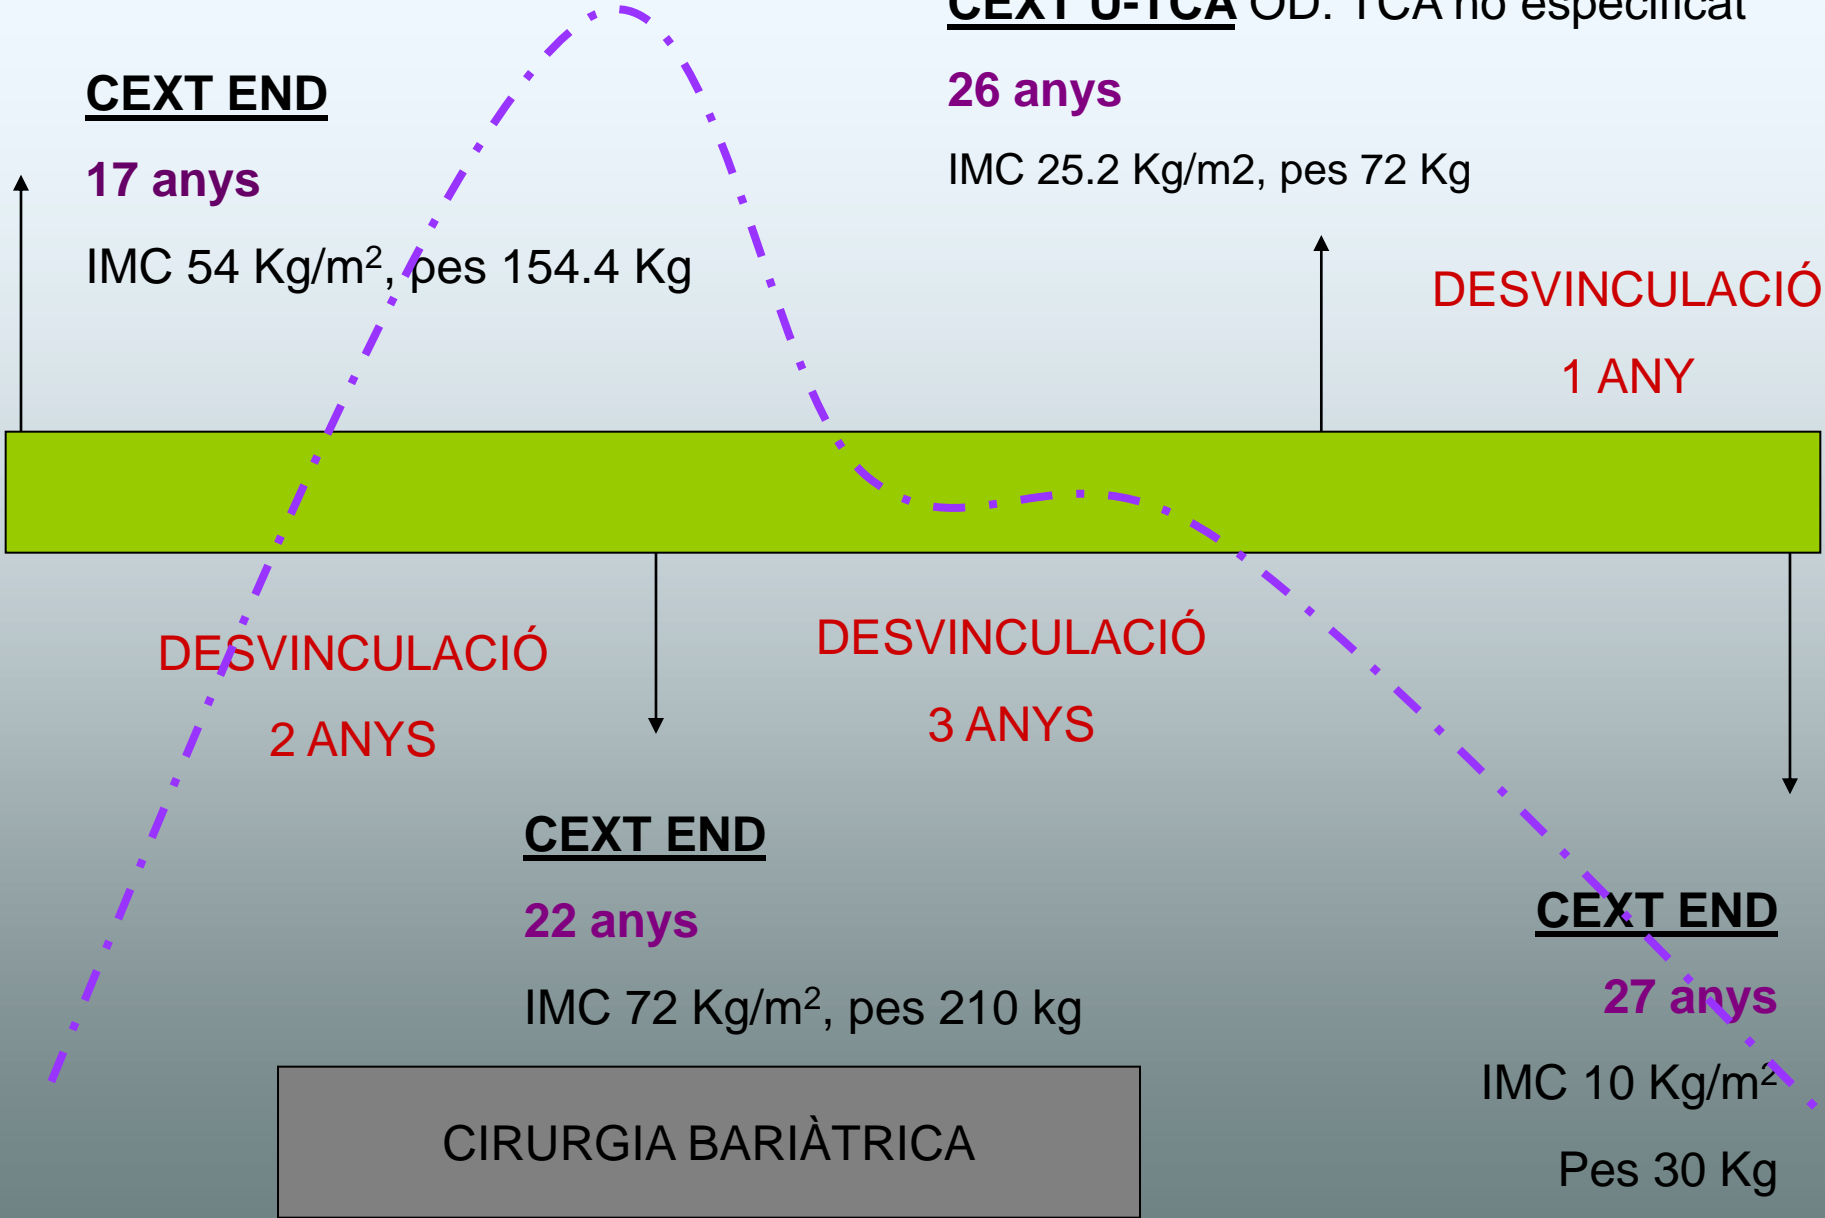 CEXT END
17 anys
IMC 54 Kg/m², pes 154.4 Kg
CEXT U-TCA OD. TCA no especificat
26 anys
IMC 25.2 Kg/m2, pes 72 Kg
DESVINCULACIÓ
1 ANY
DESVINCULACIÓ
2 ANYS
DESVINCULACIÓ
3 ANYS
CEXT END
22 anys
IMC 72 Kg/m², pes 210 kg
CIRURGIA BARIÀTRICA
CEXT END
27 anys
IMC 10 Kg/m²
Pes 30 Kg